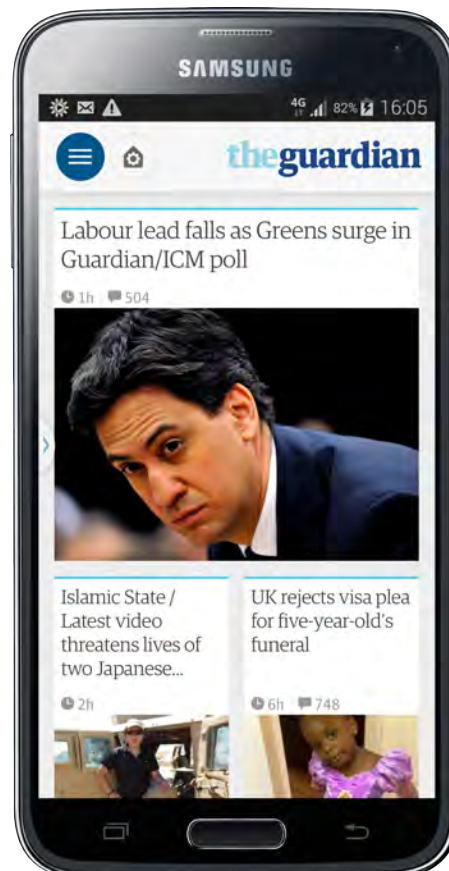 SAMSUNG
4G 82% 16:05
theguardian
Labour lead falls as Greens surge in
Guardian/ICM poll
1h 504
Islamic State /
Latest video
threatens lives of
two Japanese...
UK rejects visa plea
for five-year-old's
funeral
2h
6h 748